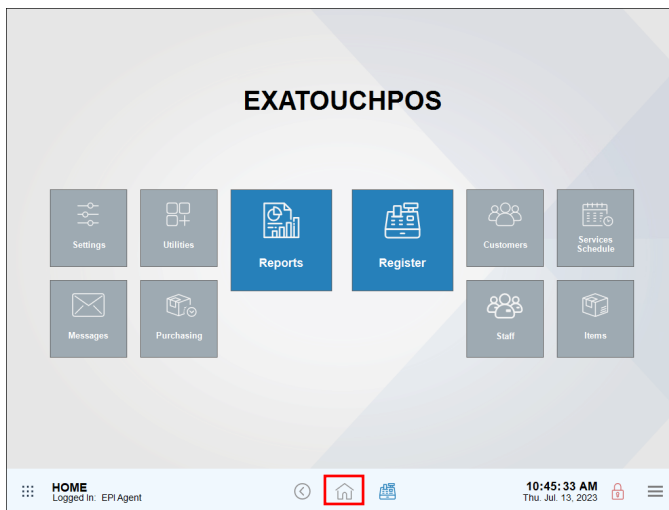 EXATOUCHPOS
Settings
Utilities
Reports
Register
Customers
Services
Schedule
Messages
Purchasing
Staff
Items
HOME
Logged In: EPI Agent
10:45:33 AM
Thu. Jul. 13, 2023